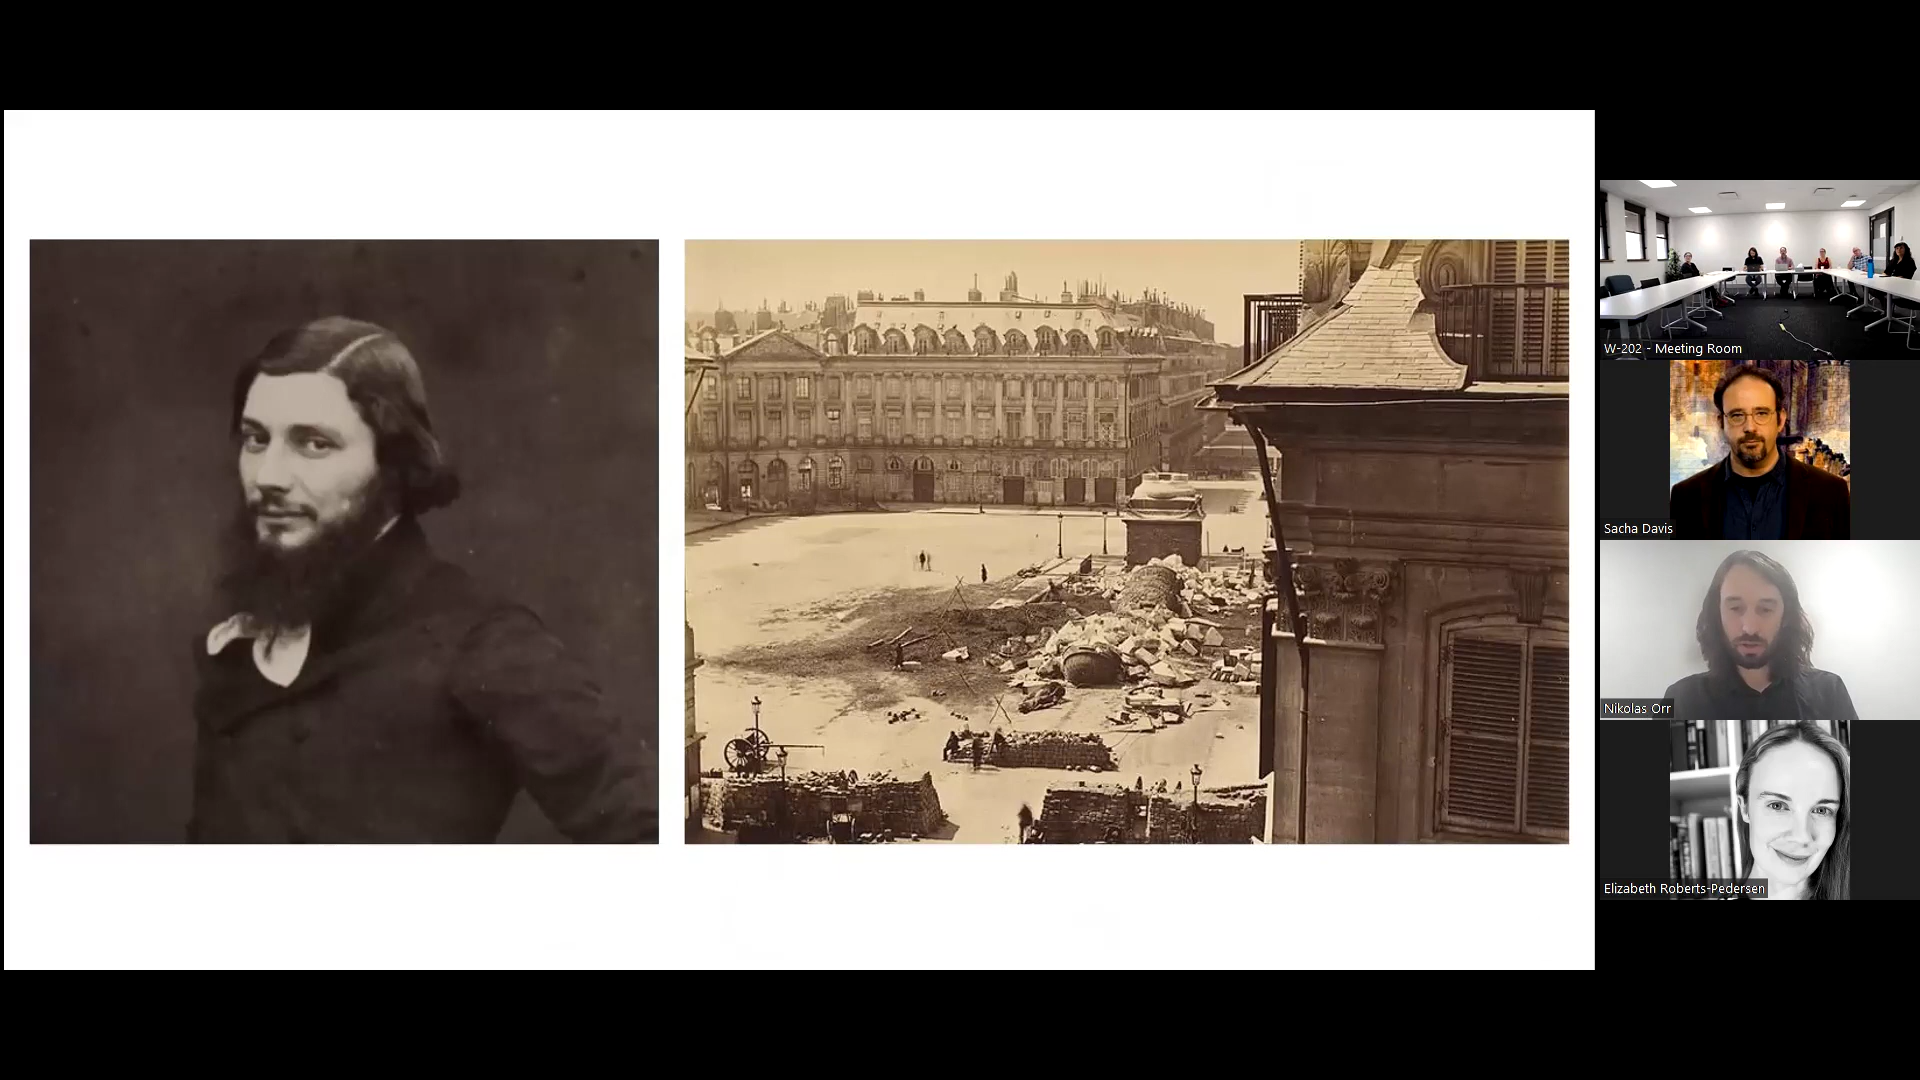 W-202 - Meeting Room
Sacha Davis
Nikolas Orr
Elizabeth Roberts-Pedersen